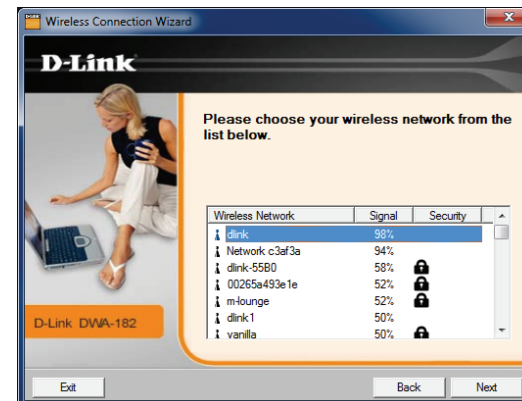 Wireless Connection Wizard
D-Link
Please choose your wireless network from the
list below.
Wireless Network Signal Security
dlink 98%
Network c3af3a 94%
dlink-55B0 58%
00265a493e1e 52%
m-lounge 52%
dlink1 50%
vanilla 50%
D-Link DWA-182
Exit Back Next